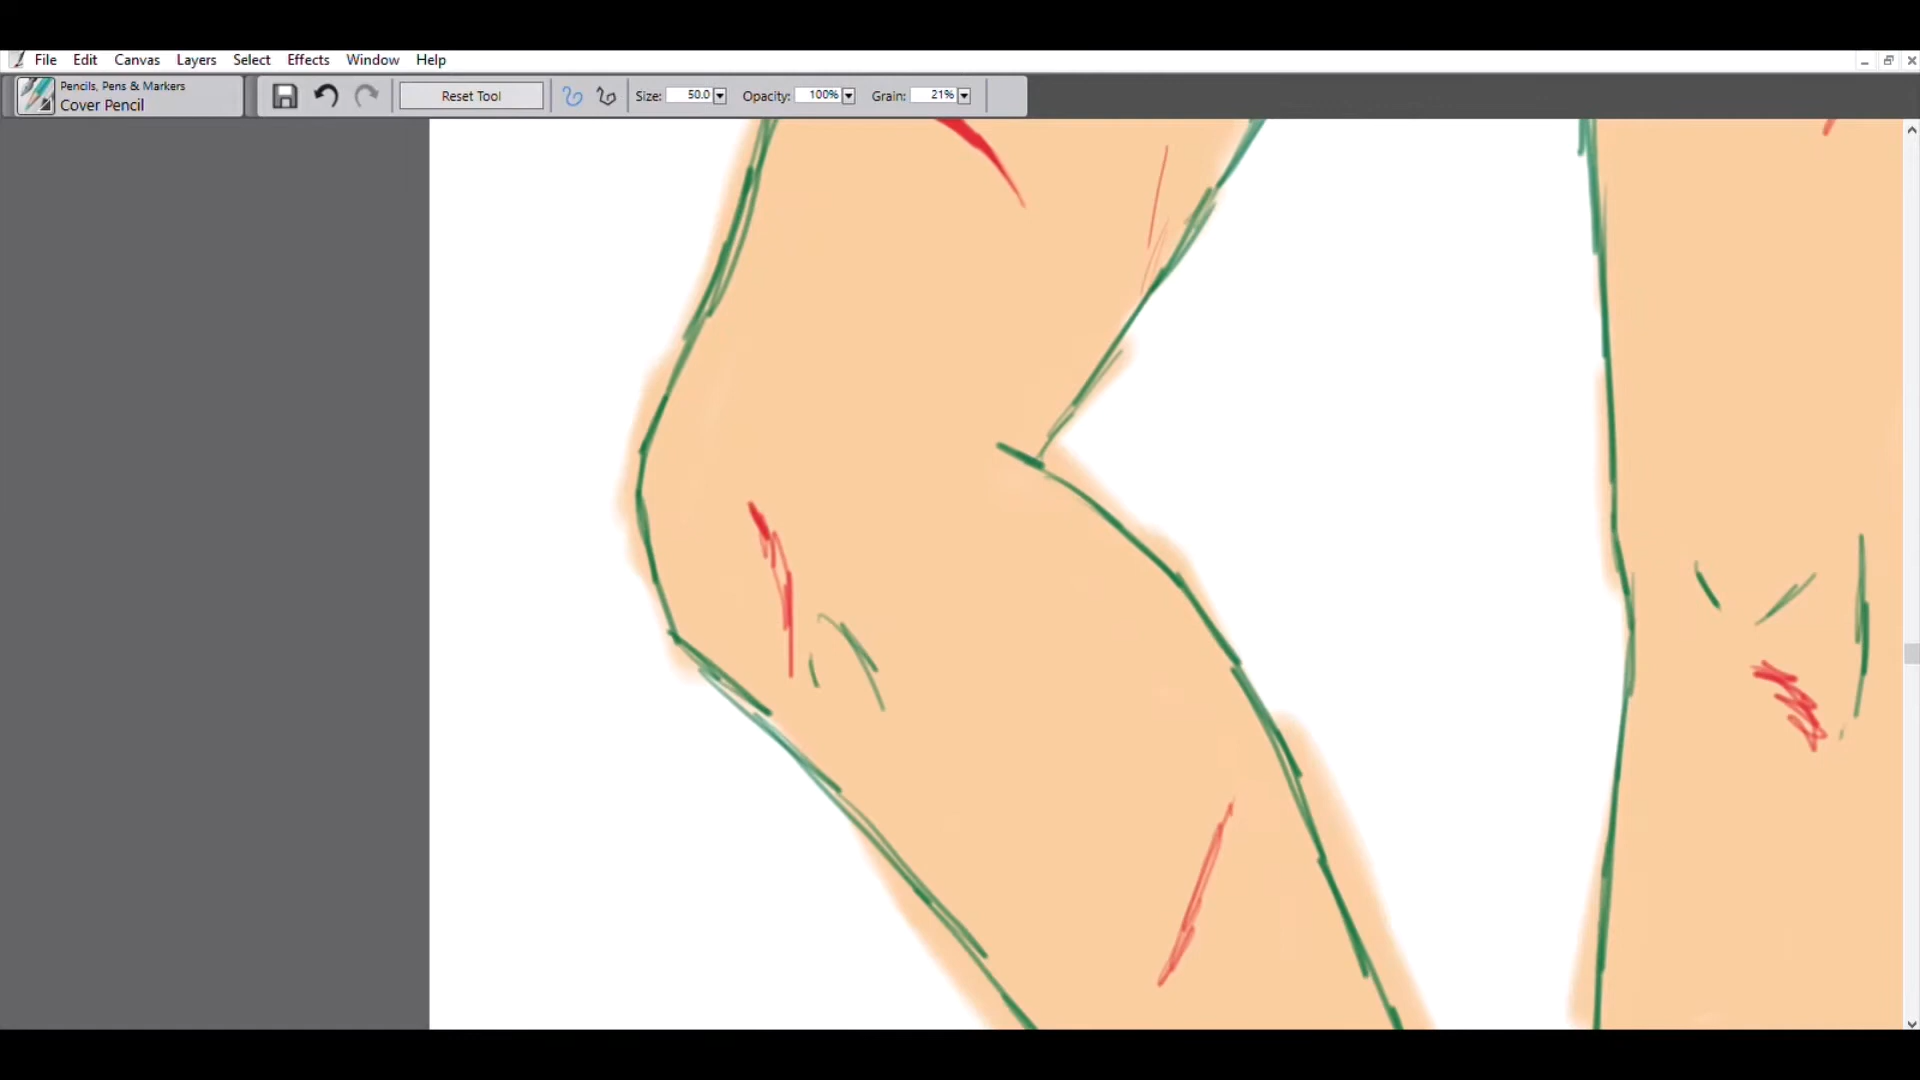 File Edit Canvas Layers Select Effects Window Help
Pencils, Pens & Markers
Cover Pencil
Reset Tool Size: 50.0 Opacity: 100% Grain: 21%